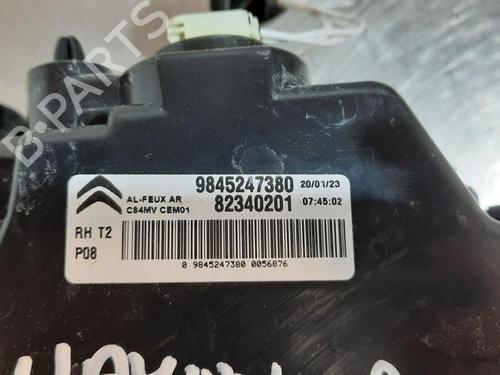 B-PARTS
AL-FEUX AR
C84MV CEM01
9845247380 20/01/23
82340201 07:45:02
RH T2
P08
0 9845247380 0056876